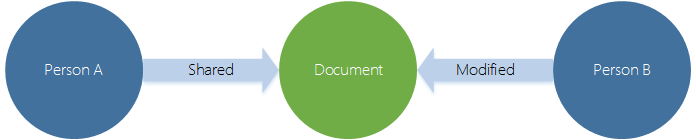 Person A
Shared
Document
Modified
Person B